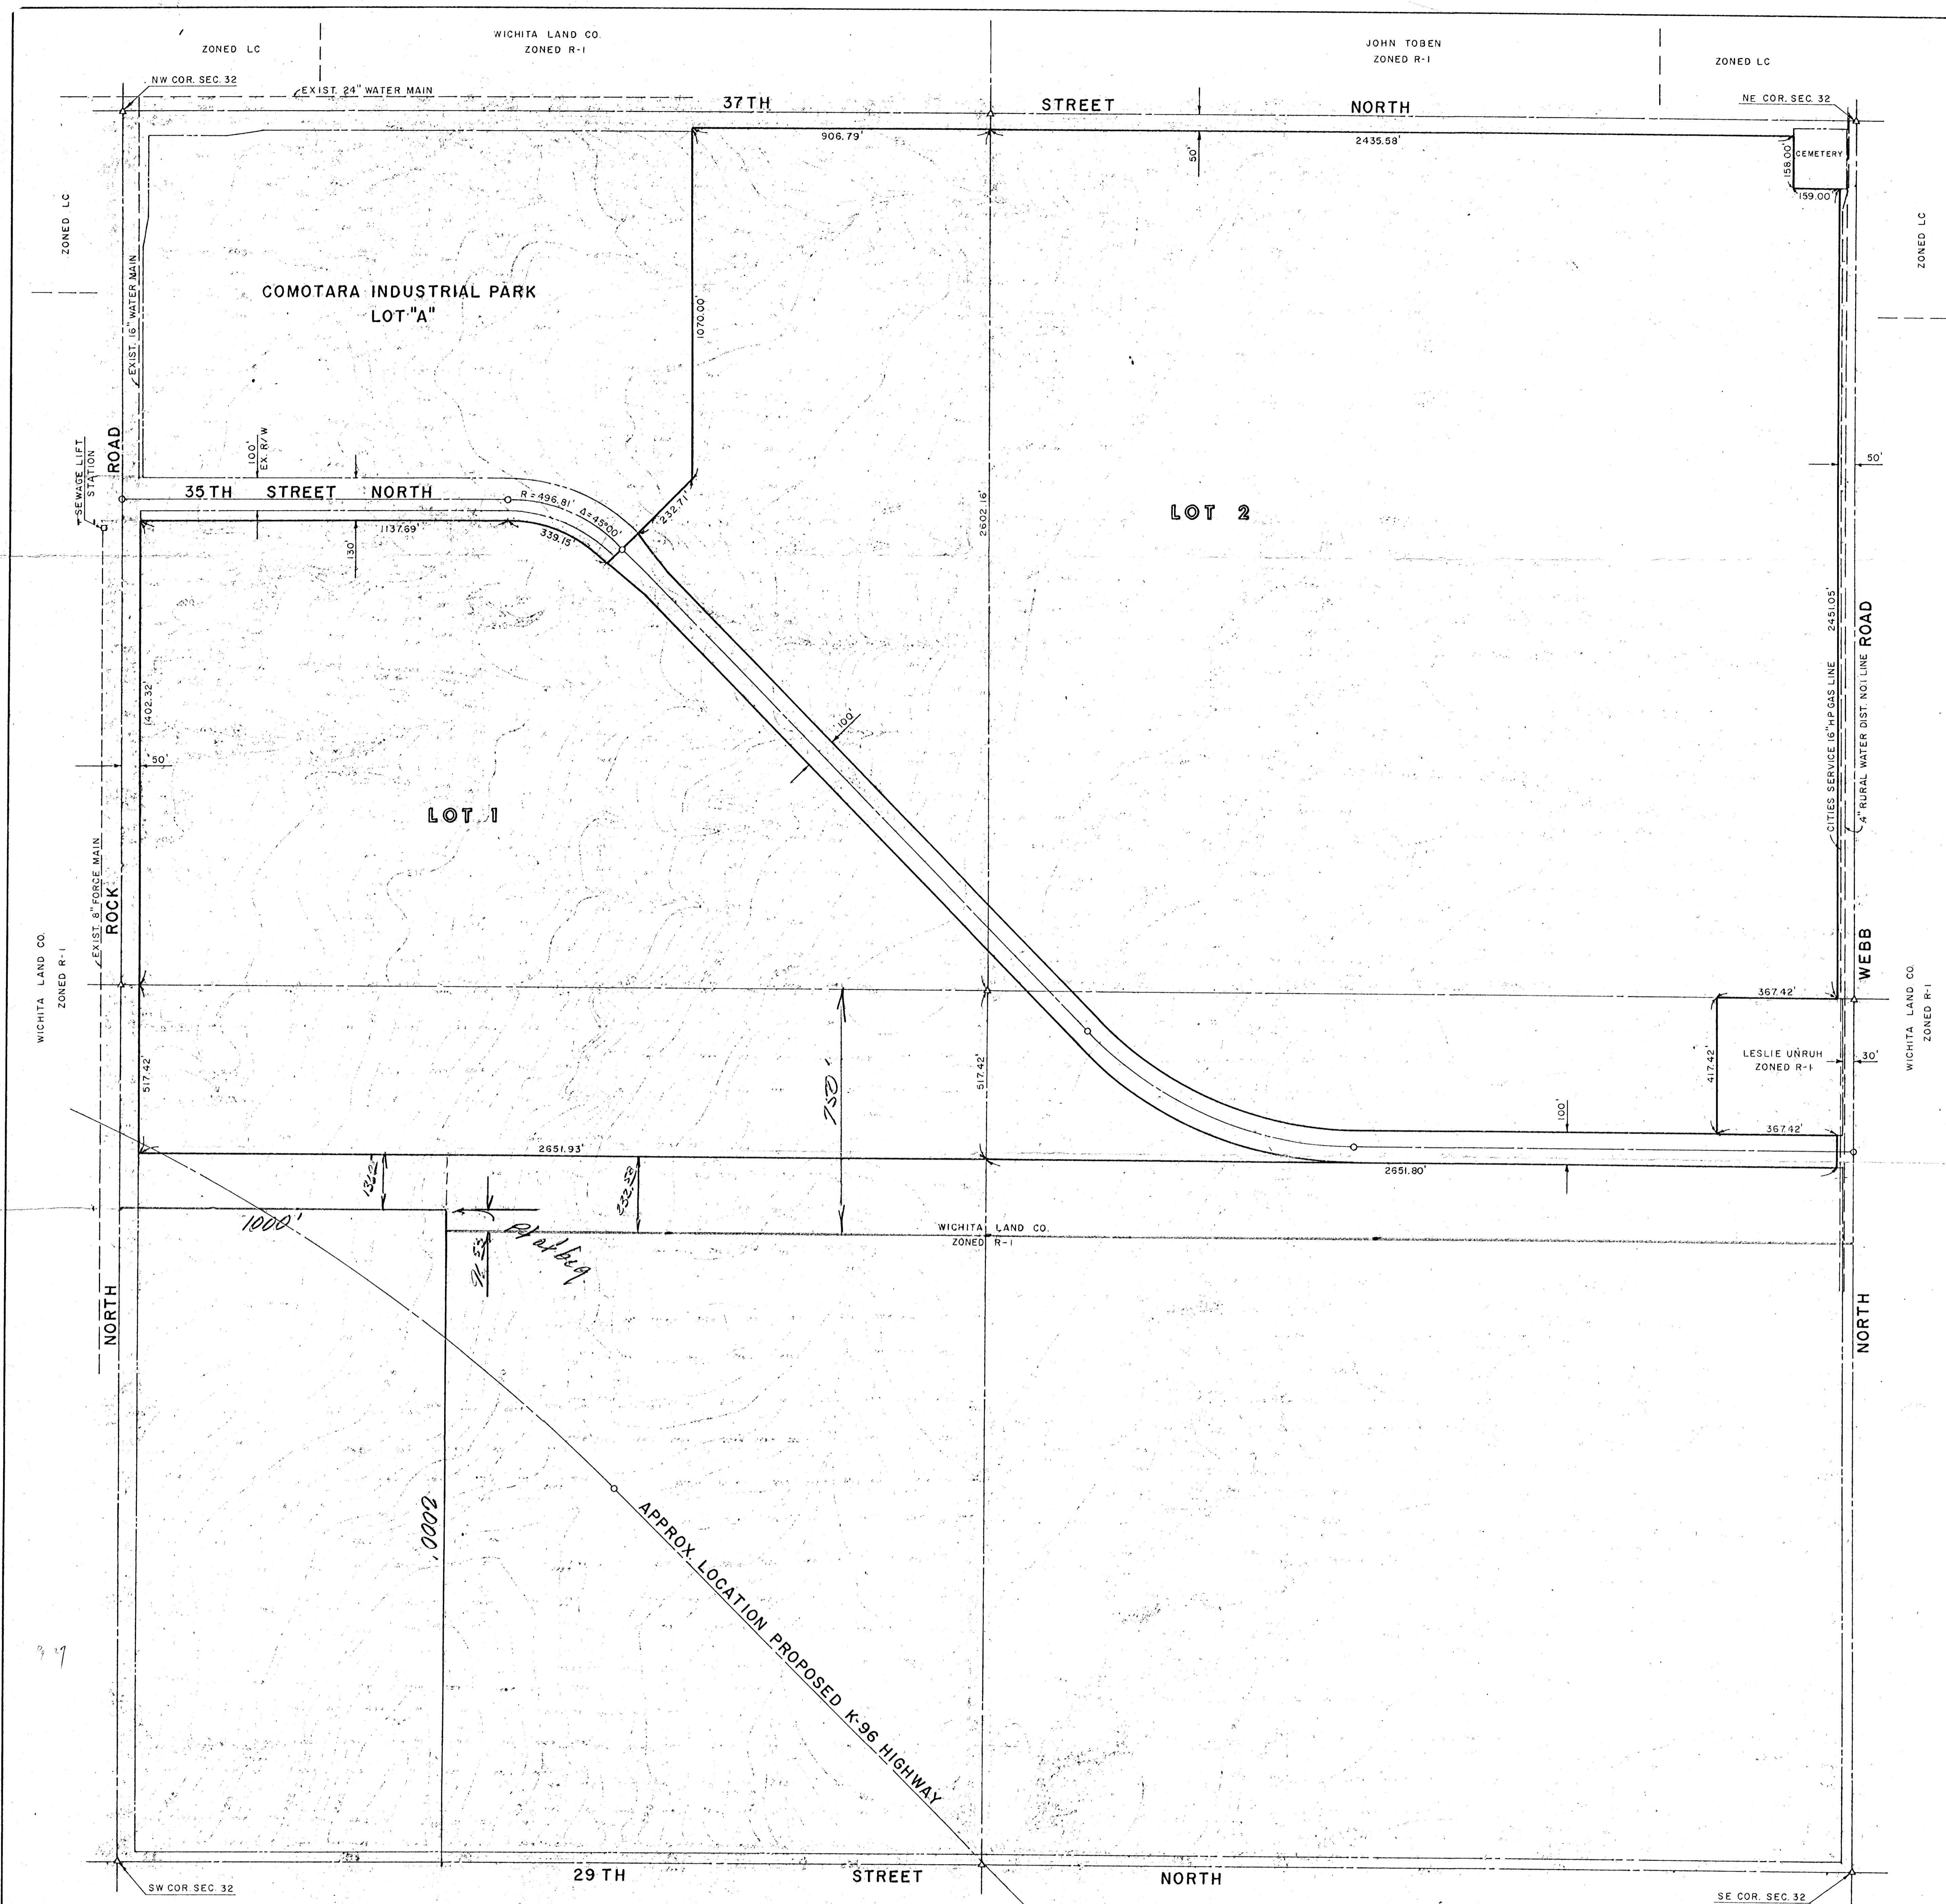 ZONED LC
WICHITA LAND CO.
ZONED R-1
JOHN TOBEN
ZONED R-1
ZONED LC
NW COR. SEC. 32
EXIST. 24" WATER MAIN
37TH STREET NORTH
NE COR. SEC. 32
906.79'
50'
2435.58'
158.00'
CEMETERY
159.00'
ZONED LC
ZONED LC
EXIST. 16" WATER MAIN
COMOTARA INDUSTRIAL PARK
LOT "A"
1070.00'
SEWAGE LIFT
STATION
ROAD
100'
EX. R/W
50'
35TH STREET NORTH
R = 496.81'
Δ=45°00'
232.71'
1137.69'
130'
339.15'
2602.16'
LOT 2
2451.05'
CITIES SERVICE 16" HP GAS LINE
4" RURAL WATER DIST. NO.1 LINE
ROAD
1402.32'
50'
100'
LOT 1
EXIST. 8" FORCE MAIN
ROCK
WEBB
WICHITA LAND CO.
ZONED R-1
WICHITA LAND CO.
ZONED R-1
367.42'
517.42'
750'
517.42'
417.42'
LESLIE UNRUH
ZONED R-1
30'
100'
367.42'
2651.93'
2651.80'
232.58
1000'
WICHITA LAND CO.
ZONED R-1
NORTH
NORTH
2000'
APPROX. LOCATION PROPOSED K-96 HIGHWAY
29TH STREET NORTH
SW COR. SEC. 32
SE COR. SEC. 32